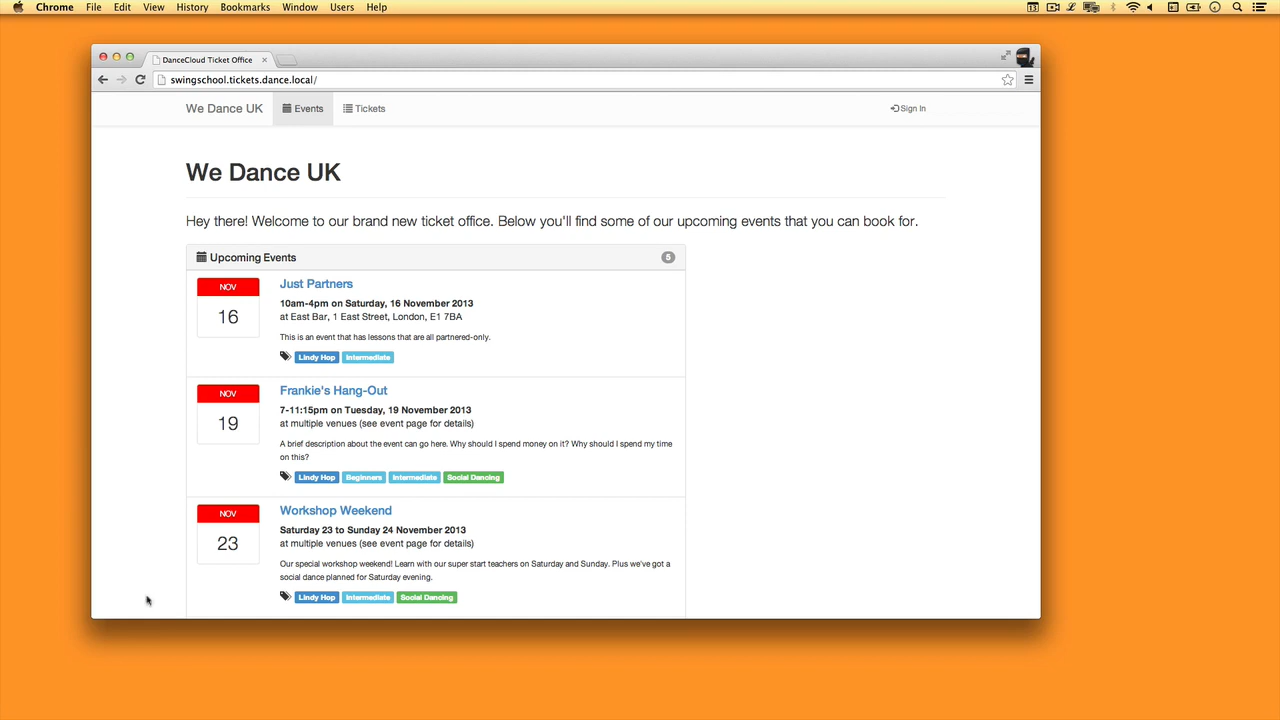 Chrome File Edit View History Bookmarks Window Users Help
DanceCloud Ticket Office
swingschool.tickets.dance.local/
We Dance UK Events Tickets Sign In
We Dance UK
Hey there! Welcome to our brand new ticket office. Below you'll find some of our upcoming events that you can book for.
Upcoming Events 5
NOV
16
Just Partners
10am-4pm on Saturday, 16 November 2013
at East Bar, 1 East Street, London, E1 7BA
This is an event that has lessons that are all partnered-only.
Lindy Hop Intermediate
NOV
19
Frankie's Hang-Out
7-11:15pm on Tuesday, 19 November 2013
at multiple venues (see event page for details)
A brief description about the event can go here. Why should I spend money on it? Why should I spend my time
on this?
Lindy Hop Beginners Intermediate Social Dancing
NOV
23
Workshop Weekend
Saturday 23 to Sunday 24 November 2013
at multiple venues (see event page for details)
Our special workshop weekend! Learn with our super start teachers on Saturday and Sunday. Plus we've got a
social dance planned for Saturday evening.
Lindy Hop Intermediate Social Dancing